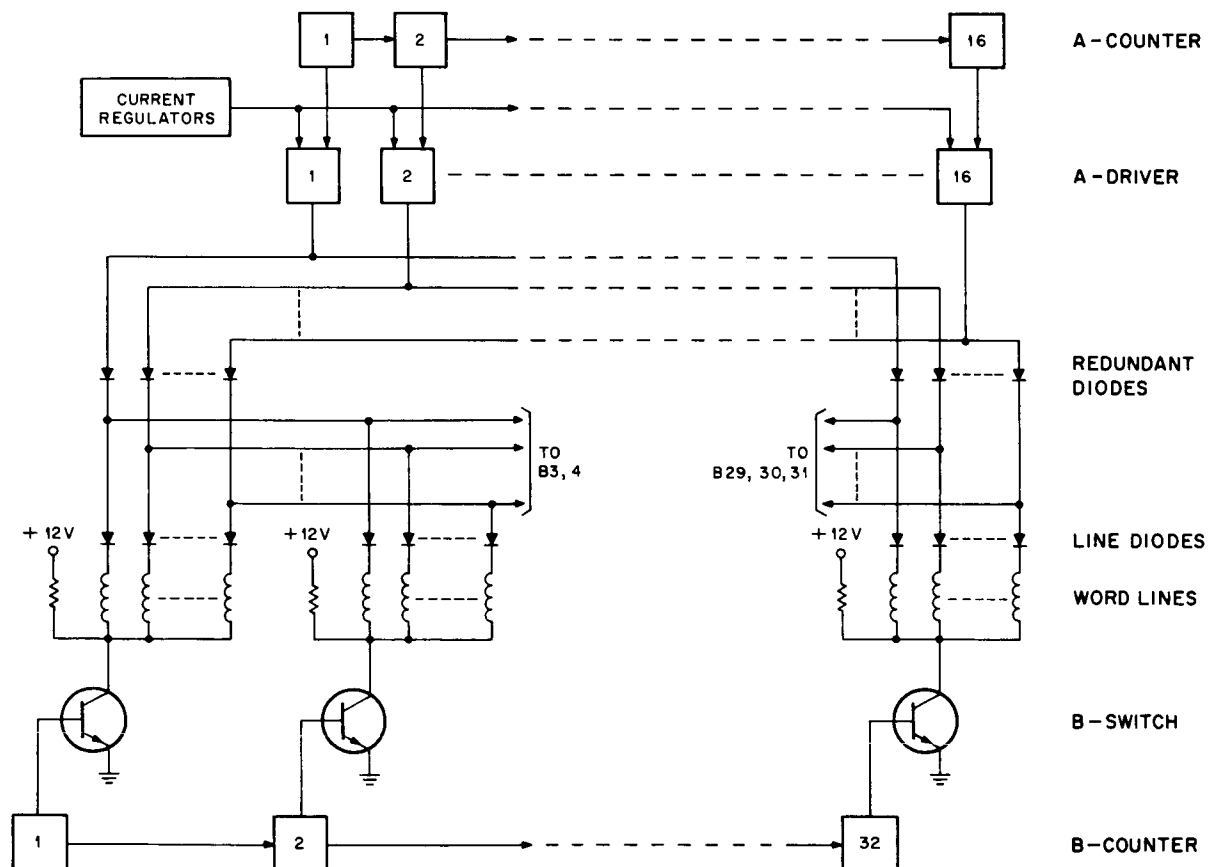 1 2 16 A-COUNTER
CURRENT
REGULATORS
1 2 16 A-DRIVER
REDUNDANT
DIODES
TO
B3, 4
TO
B29, 30, 31
+12V +12V +12V
LINE DIODES
WORD LINES
B-SWITCH
1 2 32 B-COUNTER